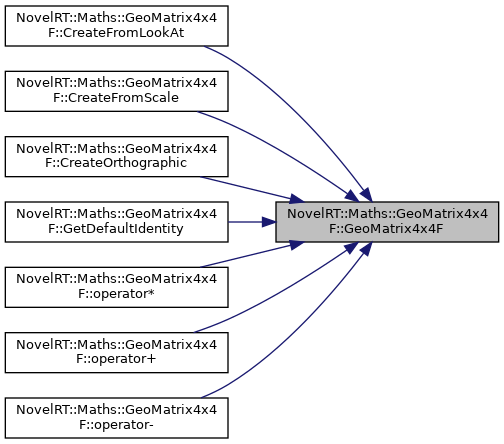 NovelRT::Maths::GeoMatrix4x4
F::CreateFromLookAt
NovelRT::Maths::GeoMatrix4x4
F::CreateFromScale
NovelRT::Maths::GeoMatrix4x4
F::CreateOrthographic
NovelRT::Maths::GeoMatrix4x4
F::GetDefaultIdentity
NovelRT::Maths::GeoMatrix4x4
F::operator*
NovelRT::Maths::GeoMatrix4x4
F::operator+
NovelRT::Maths::GeoMatrix4x4
F::operator-
NovelRT::Maths::GeoMatrix4x4
F::GeoMatrix4x4F